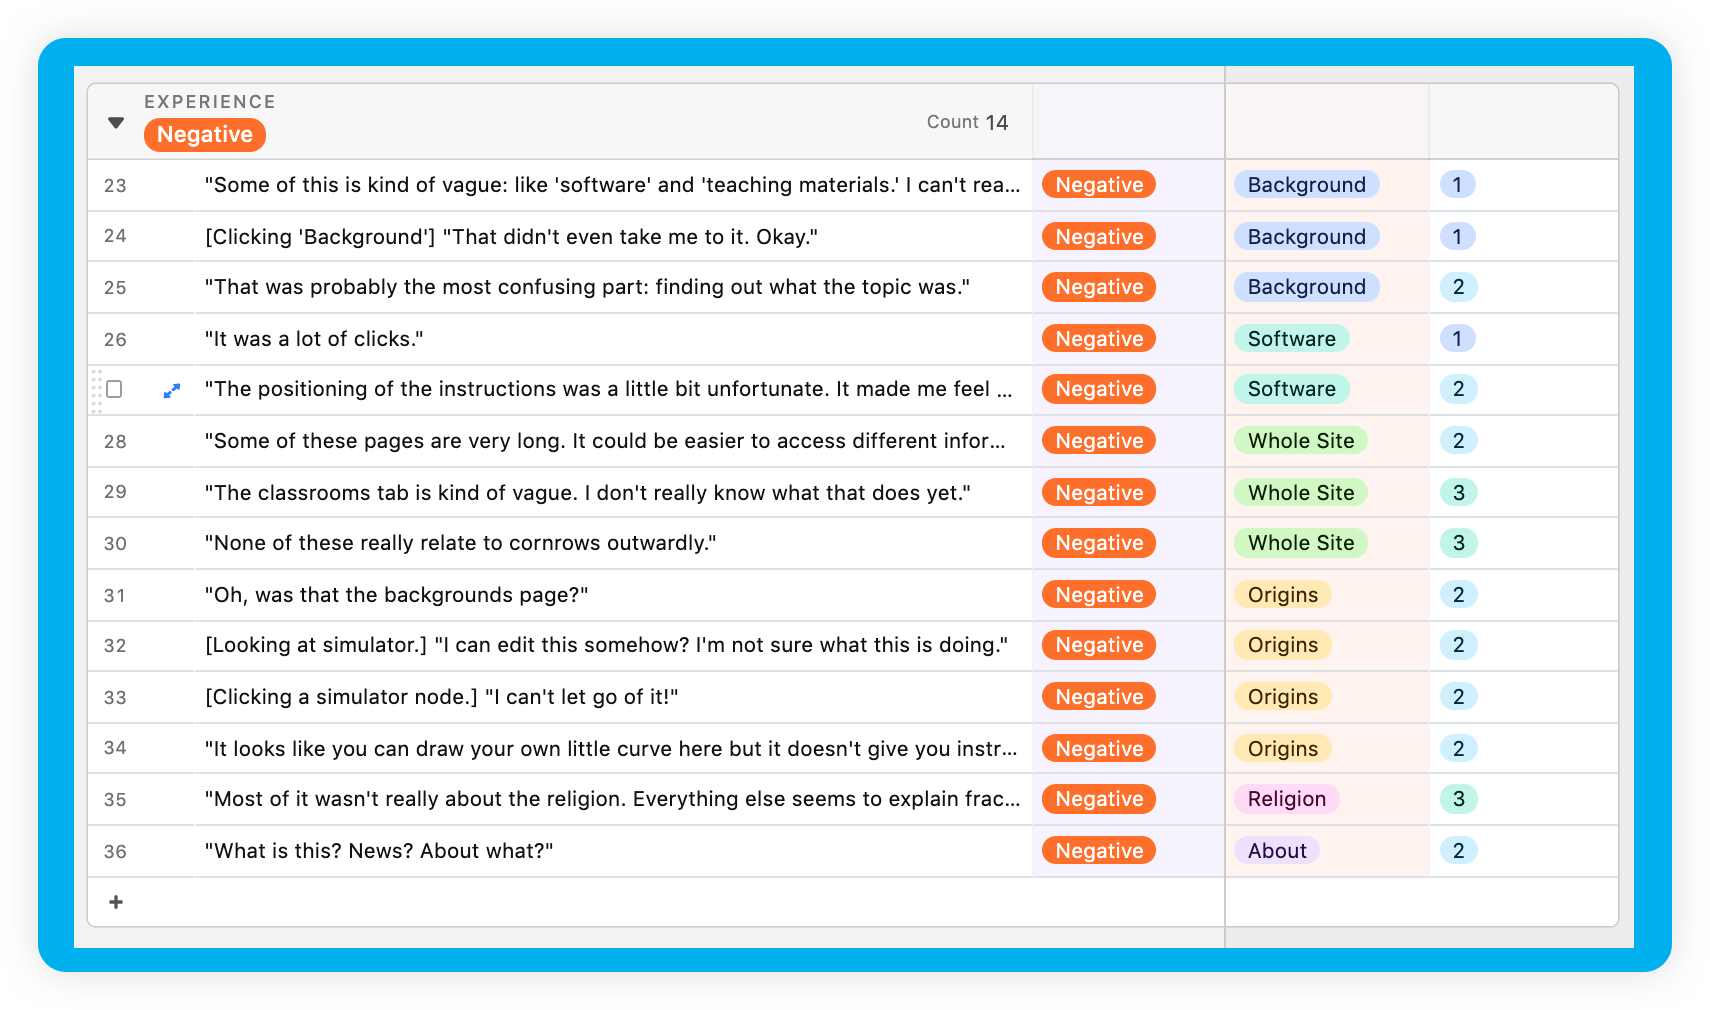 EXPERIENCE
Negative
Count 14
23 "Some of this is kind of vague: like 'software' and 'teaching materials.' I can't rea... Negative Background 1
24 [Clicking 'Background'] "That didn't even take me to it. Okay." Negative Background 1
25 "That was probably the most confusing part: finding out what the topic was." Negative Background 2
26 "It was a lot of clicks." Negative Software 1
"The positioning of the instructions was a little bit unfortunate. It made me feel ... Negative Software 2
28 "Some of these pages are very long. It could be easier to access different infor... Negative Whole Site 2
29 "The classrooms tab is kind of vague. I don't really know what that does yet." Negative Whole Site 3
30 "None of these really relate to cornrows outwardly." Negative Whole Site 3
31 "Oh, was that the backgrounds page?" Negative Origins 2
32 [Looking at simulator.] "I can edit this somehow? I'm not sure what this is doing." Negative Origins 2
33 [Clicking a simulator node.] "I can't let go of it!" Negative Origins 2
34 "It looks like you can draw your own little curve here but it doesn't give you instr... Negative Origins 2
35 "Most of it wasn't really about the religion. Everything else seems to explain frac... Negative Religion 3
36 "What is this? News? About what?" Negative About 2
+